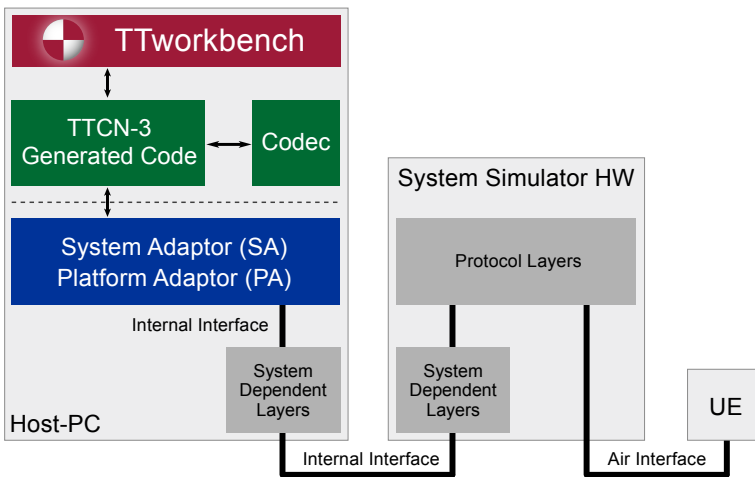 TTworkbench
TTCN-3
Generated Code
Codec
System Adaptor (SA)
Platform Adaptor (PA)
Internal Interface
System
Dependent
Layers
Host-PC
System Simulator HW
Protocol Layers
System
Dependent
Layers
Internal Interface
Air Interface
UE